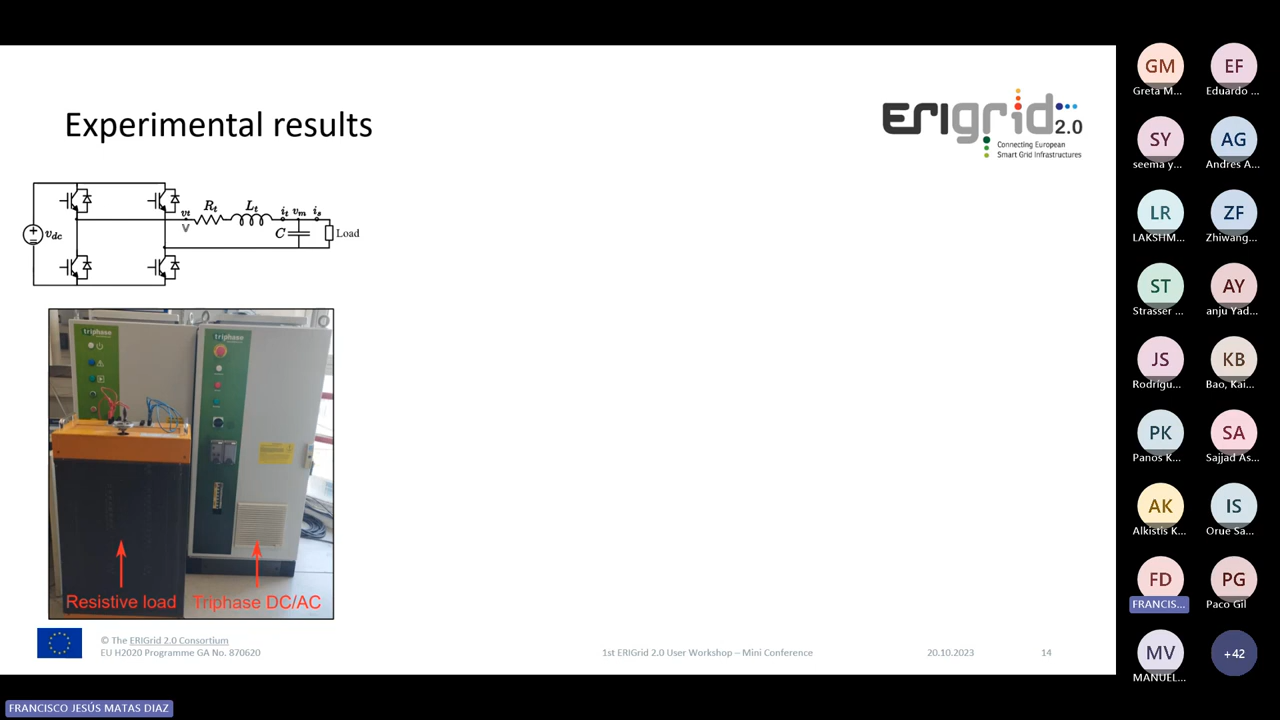 Experimental results
ERIgrid 2.0
Connecting European
Smart Grid Infrastructures
vdc
vt
V
Rt
Lt
it
vm
is
C
Load
triphase
triphase
Resistive load
Triphase DC/AC
© The ERIGrid 2.0 Consortium
EU H2020 Programme GA No. 870620
1st ERIGrid 2.0 User Workshop – Mini Conference
20.10.2023
14
GM
Greta M...
EF
Eduardo ...
SY
seema y...
AG
Andres A...
LR
LAKSHM...
ZF
Zhiwang...
ST
Strasser ...
AY
anju Yad...
JS
Rodrigu...
KB
Bao, Kai...
PK
Panos K...
SA
Sajjad As...
AK
Alkistis K...
IS
Orue Sa...
FD
FRANCIS...
PG
Paco Gil
MV
MANUEL...
+42
FRANCISCO JESÚS MATAS DIAZ